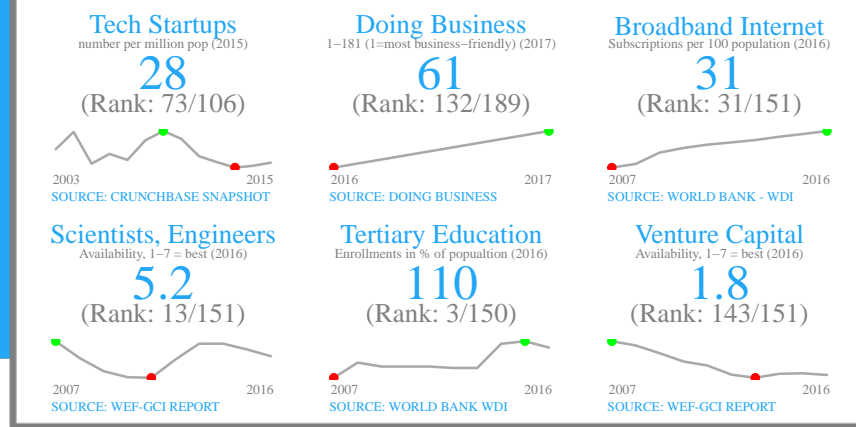 Tech Startups
number per million pop (2015)
28
(Rank: 73/106)
2003 2015
SOURCE: CRUNCHBASE SNAPSHOT
Doing Business
1−181 (1=most business−friendly) (2017)
61
(Rank: 132/189)
2016 2017
SOURCE: DOING BUSINESS
Broadband Internet
Subscriptions per 100 population (2016)
31
(Rank: 31/151)
2007 2016
SOURCE: WORLD BANK - WDI
Scientists, Engineers
Availability, 1−7 = best (2016)
5.2
(Rank: 13/151)
2007 2016
SOURCE: WEF-GCI REPORT
Tertiary Education
Enrollments in % of popualtion (2016)
110
(Rank: 3/150)
2007 2016
SOURCE: WORLD BANK WDI
Venture Capital
Availability, 1−7 = best (2016)
1.8
(Rank: 143/151)
2007 2016
SOURCE: WEF-GCI REPORT